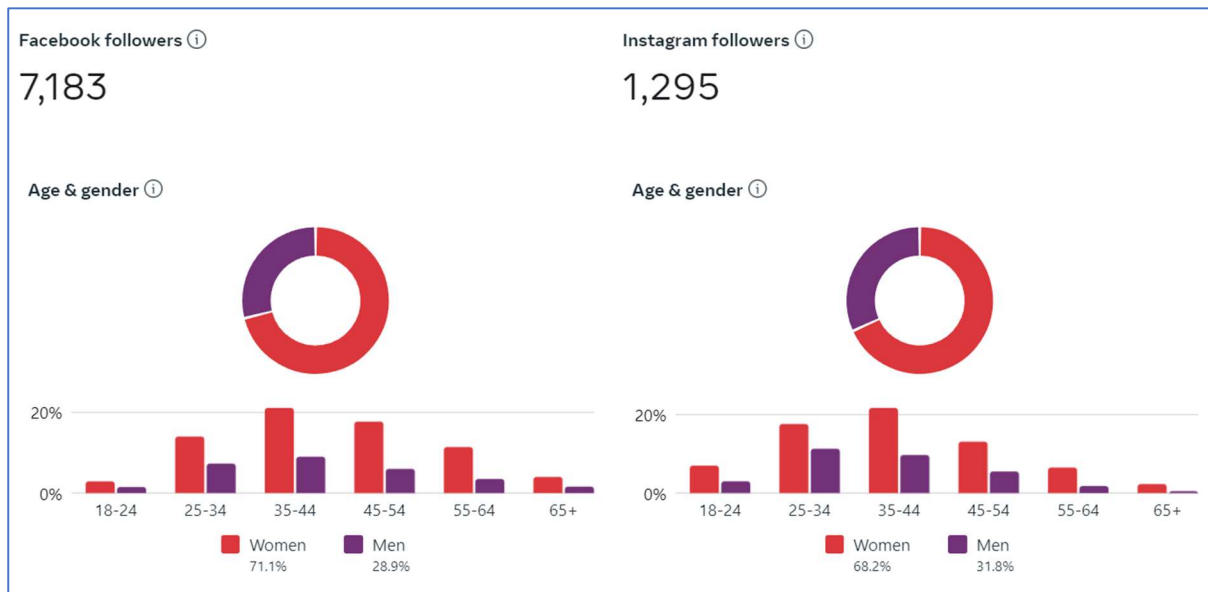 Facebook followers
7,183
Age & gender
20%
0%
18-24 25-34 35-44 45-54 55-64 65+
Women Men
71.1% 28.9%
Instagram followers
1,295
Age & gender
20%
0%
18-24 25-34 35-44 45-54 55-64 65+
Women Men
68.2% 31.8%